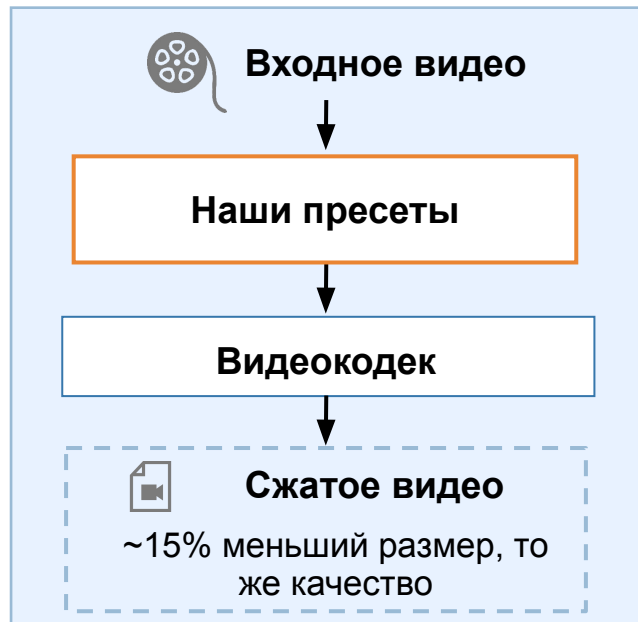 Входное видео
Наши пресеты
Видеокодек
Сжатое видео
~15% меньший размер, то
же качество